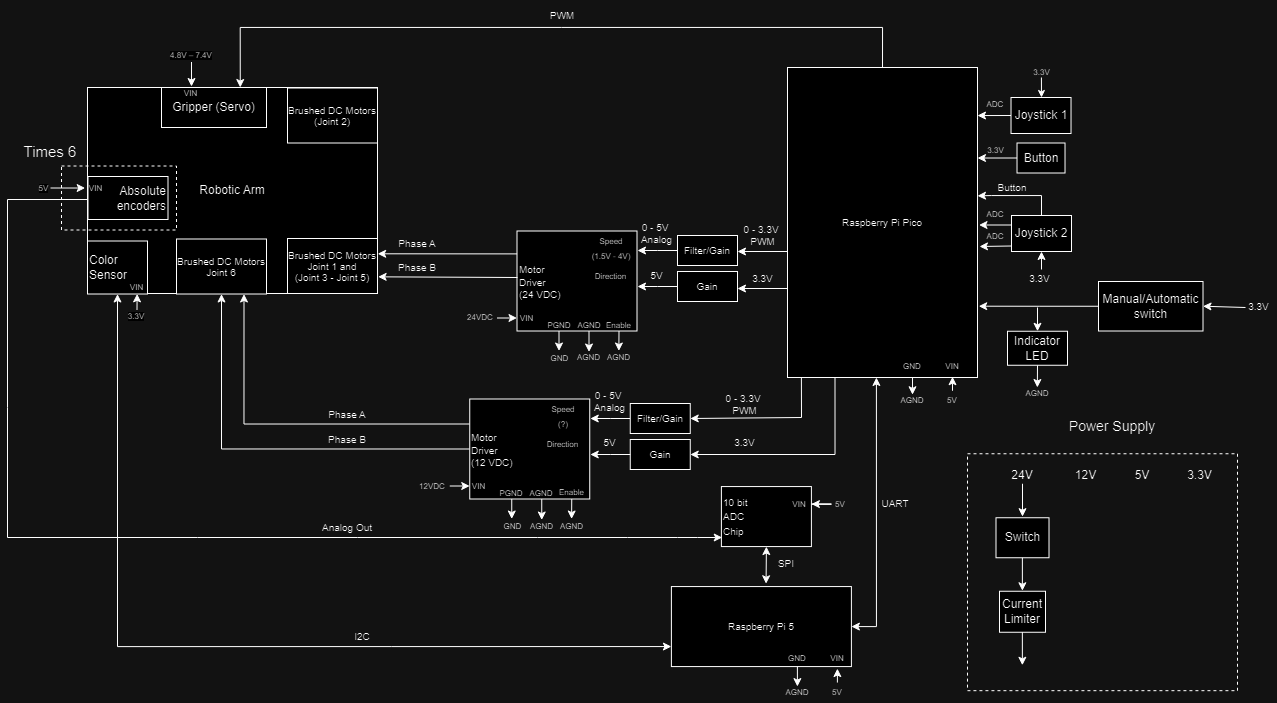 PWM
4.8V – 7.4V
VIN
Gripper (Servo)
Brushed DC Motors
(Joint 2)
Times 6
5V
VIN
Absolute
encoders
Robotic Arm
Color
Sensor
VIN
3.3V
Brushed DC Motors
Joint 6
Brushed DC Motors
Joint 1 and
(Joint 3 - Joint 5)
Phase A
Phase B
Speed
(1.5V - 4V)
Direction
Motor
Driver
(24 VDC)
24VDC
VIN
PGND
AGND
Enable
GND
AGND
AGND
0 - 5V
Analog
5V
Filter/Gain
Gain
0 - 3.3V
PWM
3.3V
Raspberry Pi Pico
GND
VIN
AGND
5V
3.3V
ADC
Joystick 1
3.3V
Button
Button
ADC
ADC
Joystick 2
3.3V
Manual/Automatic
switch
3.3V
Indicator
LED
AGND
Phase A
Phase B
Speed
(?)
Direction
Motor
Driver
(12 VDC)
12VDC
VIN
PGND
AGND
Enable
GND
AGND
AGND
0 - 5V
Analog
5V
Filter/Gain
Gain
0 - 3.3V
PWM
3.3V
Analog Out
10 bit
ADC
Chip
VIN
5V
SPI
UART
I2C
Raspberry Pi 5
GND
VIN
AGND
5V
Power Supply
24V
12V
5V
3.3V
Switch
Current
Limiter